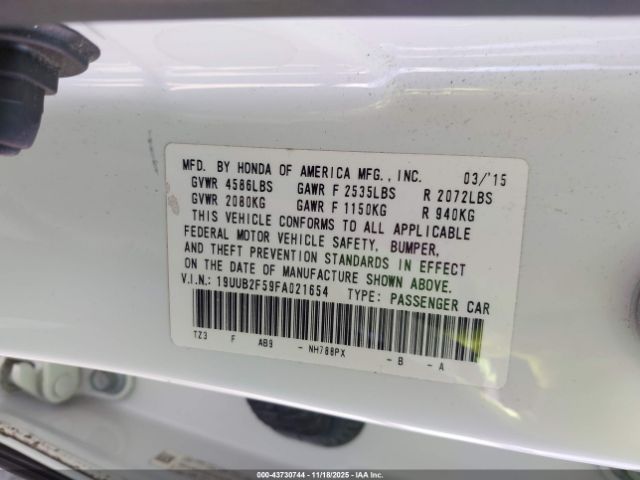 MFD. BY HONDA OF AMERICA MFG., INC. 03/'15
GVWR 4586LBS GAWR F 2535LBS R 2072LBS
GVWR 2080KG GAWR F 1150KG R 940KG
THIS VEHICLE CONFORMS TO ALL APPLICABLE
FEDERAL MOTOR VEHICLE SAFETY, BUMPER,
AND THEFT PREVENTION STANDARDS IN EFFECT
ON THE DATE OF MANUFACTURE SHOWN ABOVE.
V.I.N.: 19UUB2F59FA021654 TYPE: PASSENGER CAR
TZ3 F AB9 - NH788PX - B - A
000-43730744 | 11/18/2025 | IAAI.COM